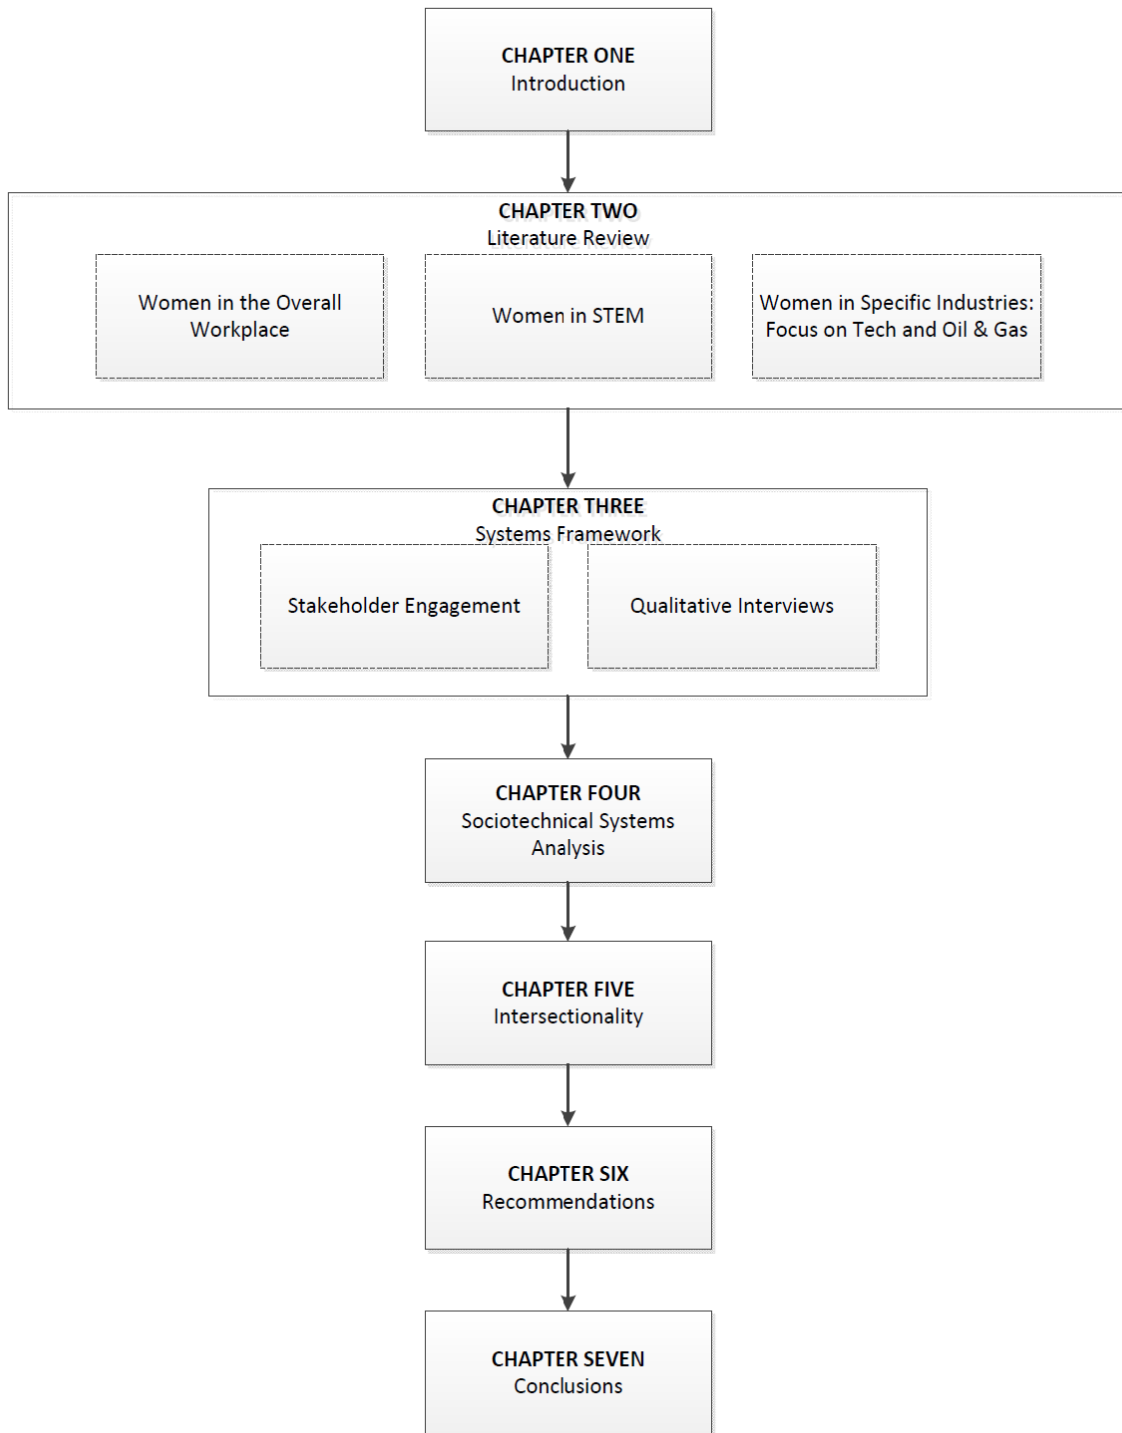 CHAPTER ONE
Introduction
CHAPTER TWO
Literature Review
Women in the Overall
Workplace
Women in STEM
Women in Specific Industries:
Focus on Tech and Oil & Gas
CHAPTER THREE
Systems Framework
Stakeholder Engagement
Qualitative Interviews
CHAPTER FOUR
Sociotechnical Systems
Analysis
CHAPTER FIVE
Intersectionality
CHAPTER SIX
Recommendations
CHAPTER SEVEN
Conclusions